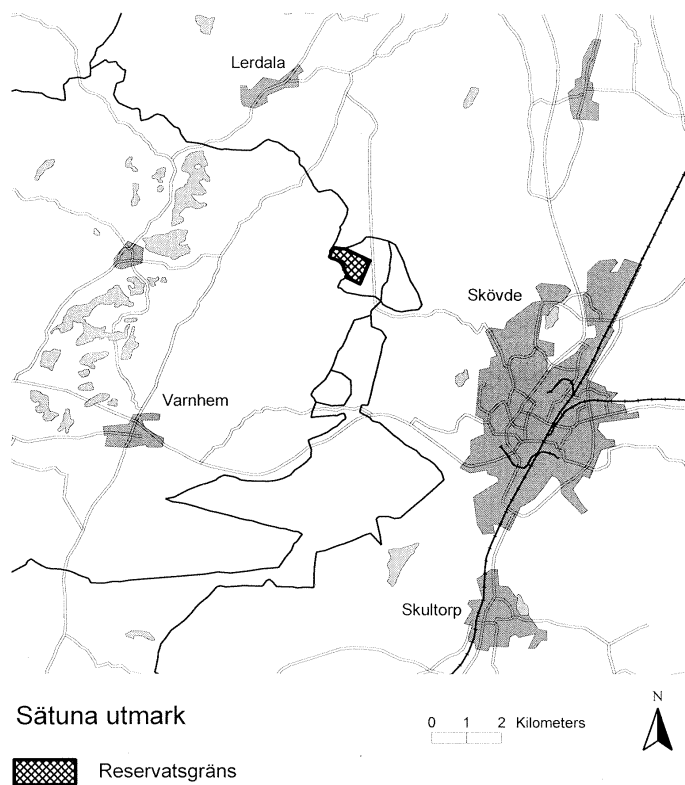 Lerdala
Skövde
Varnhem
Skultorp
Sätuna utmark
0 1 2 Kilometers
N
Reservatsgräns